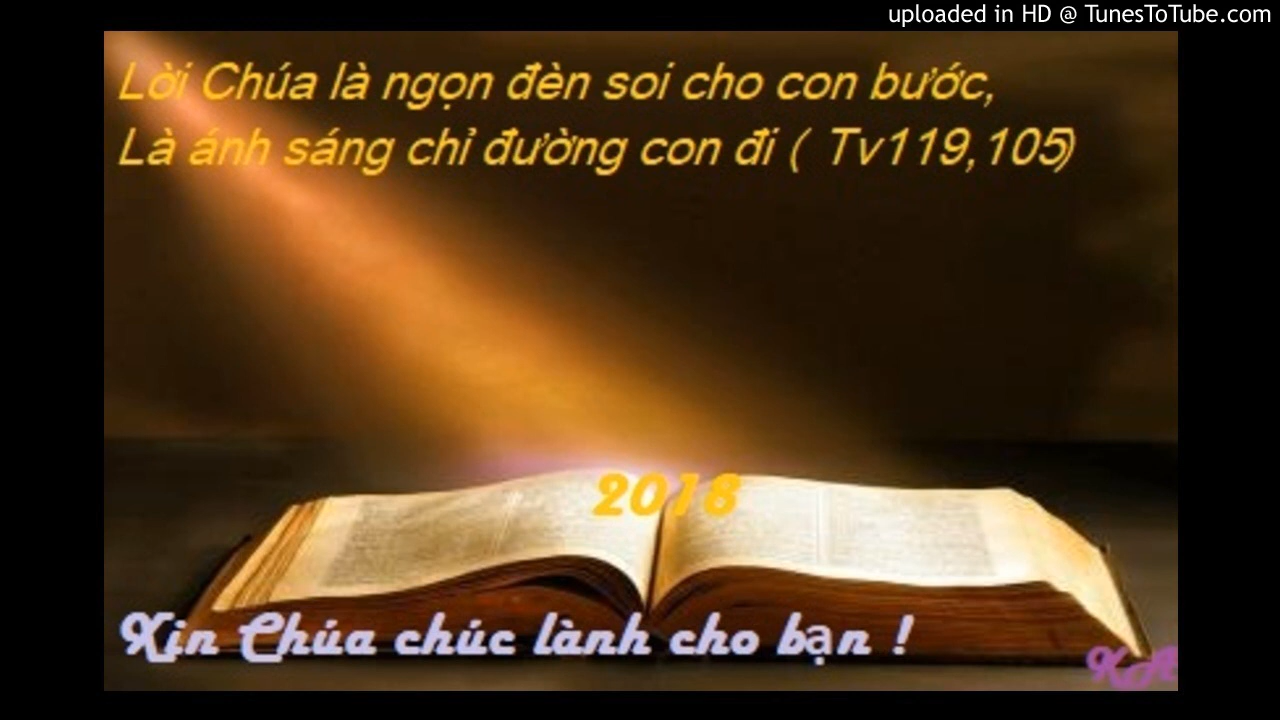 uploaded in HD @ TunesToTube.com
Lời Chúa là ngọn đèn soi cho con bước,
Là ánh sáng chỉ đường con đi ( Tv119,105)
2018
Xin Chúa chúc lành cho bạn !
KA